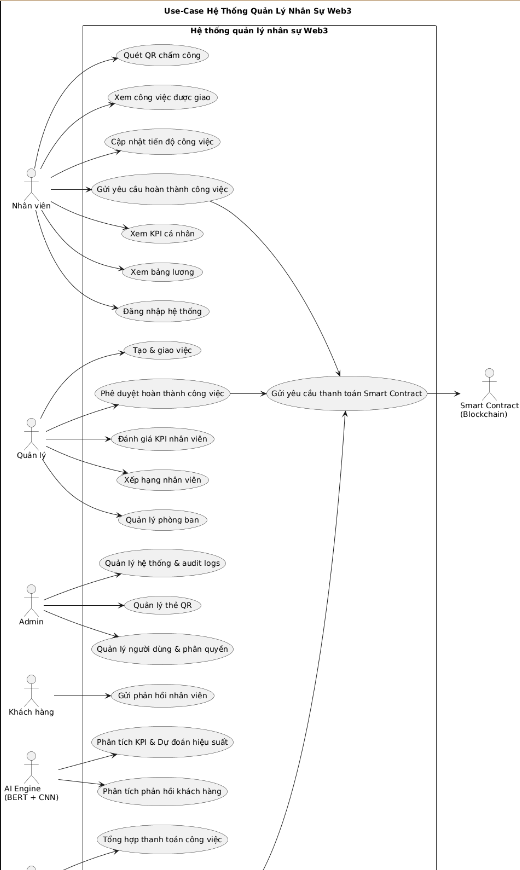 Use-Case Hệ Thống Quản Lý Nhân Sự Web3
Hệ thống quản lý nhân sự Web3
Quét QR chấm công
Xem công việc được giao
Cập nhật tiến độ công việc
Nhân viên
Gửi yêu cầu hoàn thành công việc
Xem KPI cá nhân
Xem bảng lương
Đăng nhập hệ thống
Tạo & giao việc
Phê duyệt hoàn thành công việc
Gửi yêu cầu thanh toán Smart Contract
Smart Contract
(Blockchain)
Quản lý
Đánh giá KPI nhân viên
Xếp hạng nhân viên
Quản lý phòng ban
Quản lý hệ thống & audit logs
Admin
Quản lý thẻ QR
Quản lý người dùng & phân quyền
Khách hàng
Gửi phản hồi nhân viên
Phân tích KPI & Dự đoán hiệu suất
AI Engine
(BERT + CNN)
Phân tích phản hồi khách hàng
Tổng hợp thanh toán công việc